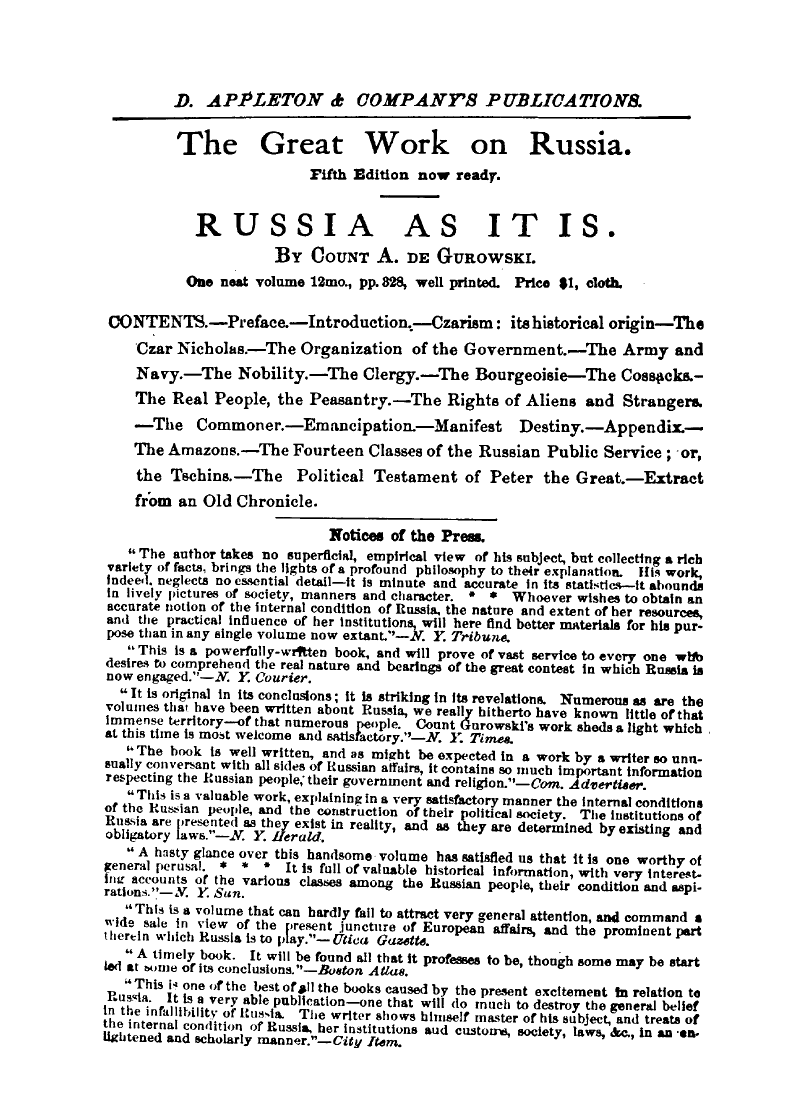 D. APPLETON & COMPANY'S PUBLICATIONS.
The Great Work on Russia.
Fifth Edition now ready.
RUSSIA AS IT IS.
BY COUNT A. DE GUROWSKI.
One neat volume 12mo., pp. 328, well printed. Price $1, cloth.
CONTENTS.—Preface.—Introduction.—Czarism: its historical origin—The
Czar Nicholas.—The Organization of the Government.—The Army and
Navy.—The Nobility.—The Clergy.—The Bourgeoisie—The Cossacks.-
The Real People, the Peasantry.—The Rights of Aliens and Strangers.
—The Commoner.—Emancipation.—Manifest Destiny.—Appendix.—
The Amazons.—The Fourteen Classes of the Russian Public Service; or,
the Tschins.—The Political Testament of Peter the Great.—Extract
from an Old Chronicle.
Notices of the Press.
"The author takes no superficial, empirical view of his subject, but collecting a rich
variety of facts, brings the lights of a profound philosophy to their explanation. His work,
indeed, neglects no essential detail—it is minute and accurate in its statistics—it abounds
in lively pictures of society, manners and character. * * Whoever wishes to obtain an
accurate notion of the internal condition of Russia, the nature and extent of her resources,
and the practical influence of her institutions, will here find better materials for his pur-
pose than in any single volume now extant."—N. Y. Tribune.
"This is a powerfully-written book, and will prove of vast service to every one who
desires to comprehend the real nature and bearings of the great contest in which Russia is
now engaged."—N. Y. Courier.
"It is original in its conclusions; it is striking in its revelations. Numerous as are the
volumes that have been written about Russia, we really hitherto have known little of that
immense territory—of that numerous people. Count Gurowski's work sheds a light which
at this time is most welcome and satisfactory."—N. Y. Times.
"The book is well written, and as might be expected in a work by a writer so unu-
sually conversant with all sides of Russian affairs, it contains so much important information
respecting the Russian people, their government and religion."—Com. Advertiser.
"This is a valuable work, explaining in a very satisfactory manner the internal conditions
of the Russian people, and the construction of their political society. The institutions of
Russia are presented as they exist in reality, and as they are determined by existing and
obligatory laws."—N. Y. Herald.
"A hasty glance over this handsome volume has satisfied us that it is one worthy of
general perusal. * * * It is full of valuable historical information, with very interest-
ing accounts of the various classes among the Russian people, their condition and aspi-
rations."—N. Y. Sun.
"This is a volume that can hardly fail to attract very general attention, and command a
wide sale in view of the present juncture of European affairs, and the prominent part
therein which Russia is to play."—Utica Gazette.
"A timely book. It will be found all that it professes to be, though some may be start
led at some of its conclusions."—Boston Atlas.
"This is one of the best of all the books caused by the present excitement in relation to
Russia. It is a very able publication—one that will do much to destroy the general belief
in the infallibility of Russia. The writer shows himself master of his subject, and treats of
the internal condition of Russia, her institutions aud customs, society, laws, &c., in an en-
lightened and scholarly manner."—City Item.